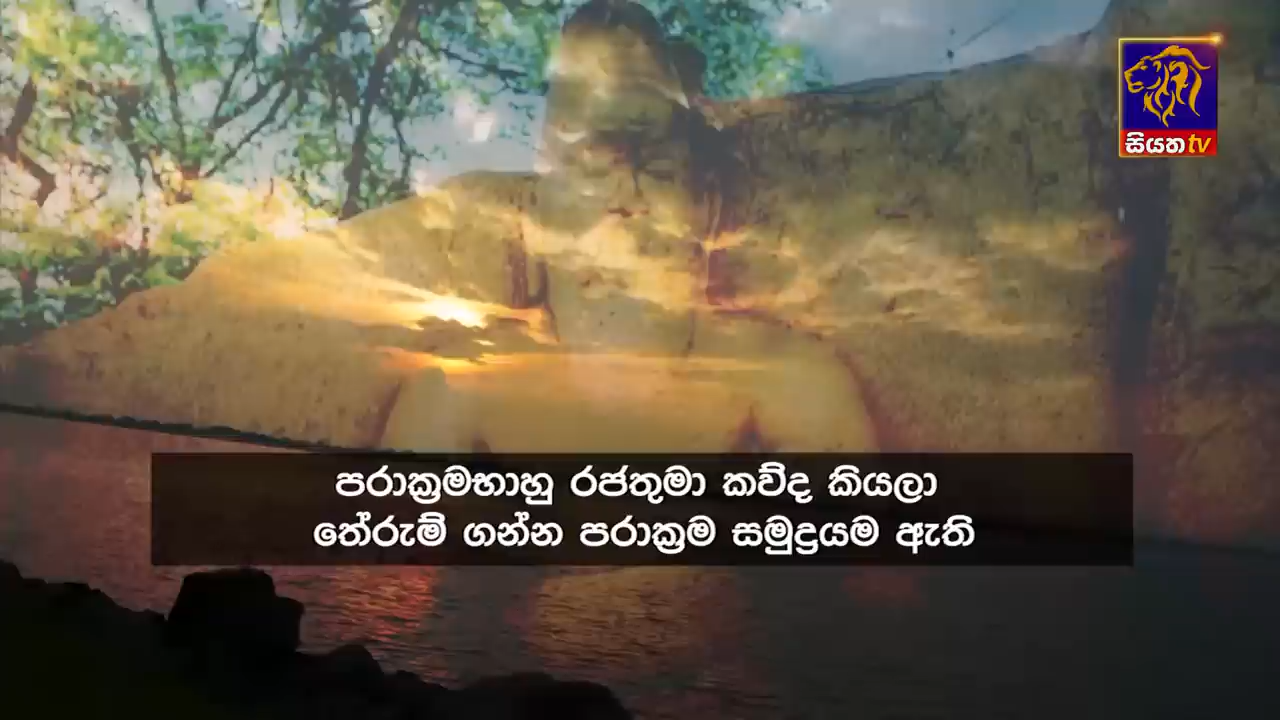 සියත tv
පරාක්‍රමබාහු රජතුමා කව්ද කියලා
තේරුම් ගන්න පරාක්‍රම සමුද්‍රයම ඇති